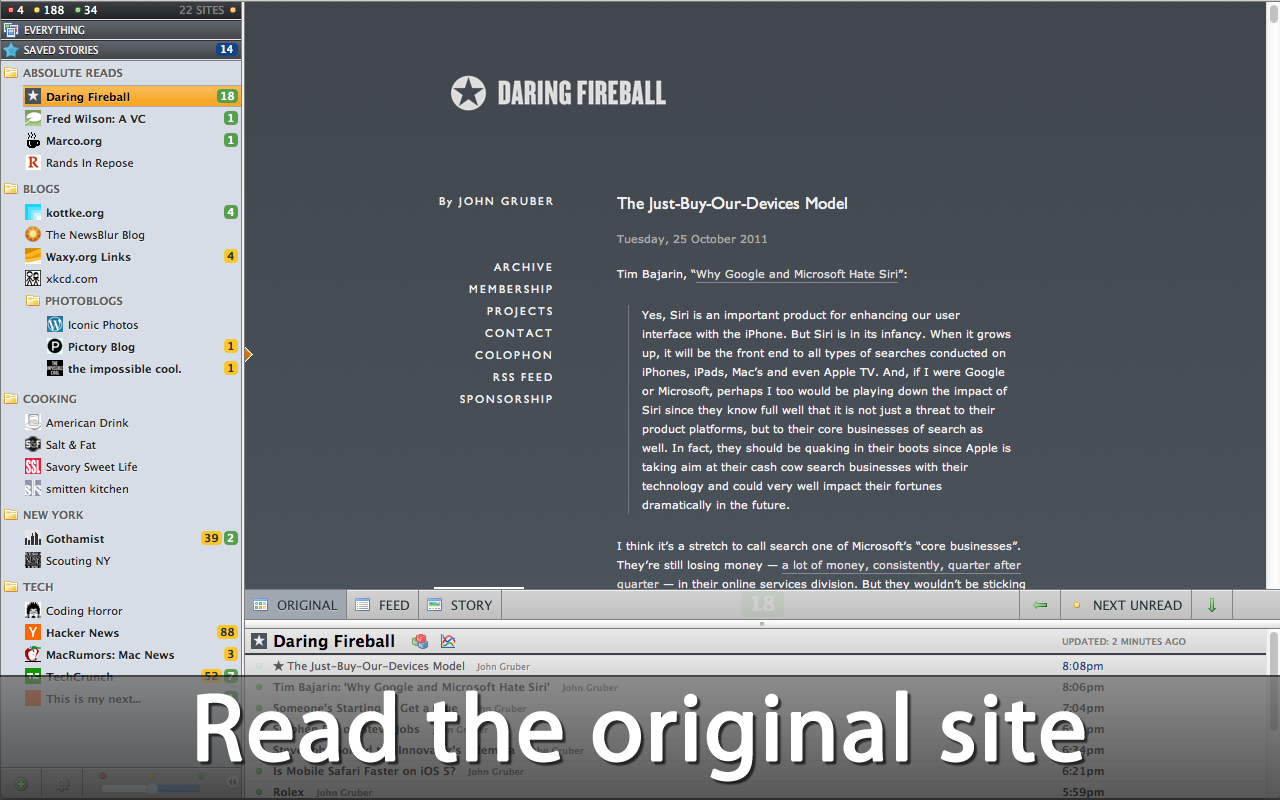 4 188 34 22 SITES
EVERYTHING
SAVED STORIES 14
ABSOLUTE READS
Daring Fireball 18
Fred Wilson: A VC 1
Marco.org 1
R Rands In Repose
BLOGS
kottke.org 4
The NewsBlur Blog
Waxy.org Links 4
xkcd.com
PHOTOBLOGS
Iconic Photos
Pictory Blog 1
the impossible cool. 1
COOKING
American Drink
Salt & Fat
SSL Savory Sweet Life
smitten kitchen
NEW YORK
Gothamist 39 2
Scouting NY
TECH
Coding Horror
Y Hacker News 88
MacRumors: Mac News 3
TechCrunch 52 7
This is my next...
DARING FIREBALL
By JOHN GRUBER
ARCHIVE
MEMBERSHIP
PROJECTS
CONTACT
COLOPHON
RSS FEED
SPONSORSHIP
The Just-Buy-Our-Devices Model
Tuesday, 25 October 2011
Tim Bajarin, “Why Google and Microsoft Hate Siri”:
Yes, Siri is an important product for enhancing our user
interface with the iPhone. But Siri is in its infancy. When it grows
up, it will be the front end to all types of searches conducted on
iPhones, iPads, Mac’s and even Apple TV. And, if I were Google
or Microsoft, perhaps I too would be playing down the impact of
Siri since they know full well that it is not just a threat to their
product platforms, but to their core businesses of search as
well. In fact, they should be quaking in their boots since Apple is
taking aim at their cash cow search businesses with their
technology and could very well impact their fortunes
dramatically in the future.
I think it’s a stretch to call search one of Microsoft’s “core businesses”.
They’re still losing money — a lot of money, consistently, quarter after
quarter — in their online services division. But they wouldn’t be sticking
ORIGINAL FEED STORY 18 NEXT UNREAD
Daring Fireball UPDATED: 2 MINUTES AGO
★ The Just-Buy-Our-Devices Model John Gruber 8:08pm
Tim Bajarin: ‘Why Google and Microsoft Hate Siri’ John Gruber 8:06pm
Someone's Starting Get a 7:04pm
Jobs
6:34pm
Is Mobile Safari Faster on iOS 5? John Gruber 6:21pm
Rolex John Gruber 5:59pm
Read the original site